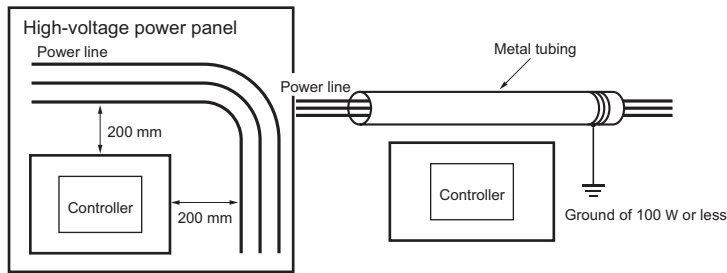 High-voltage power panel
Power line
200 mm
Controller
200 mm
Power line
Metal tubing
Controller
Ground of 100 W or less